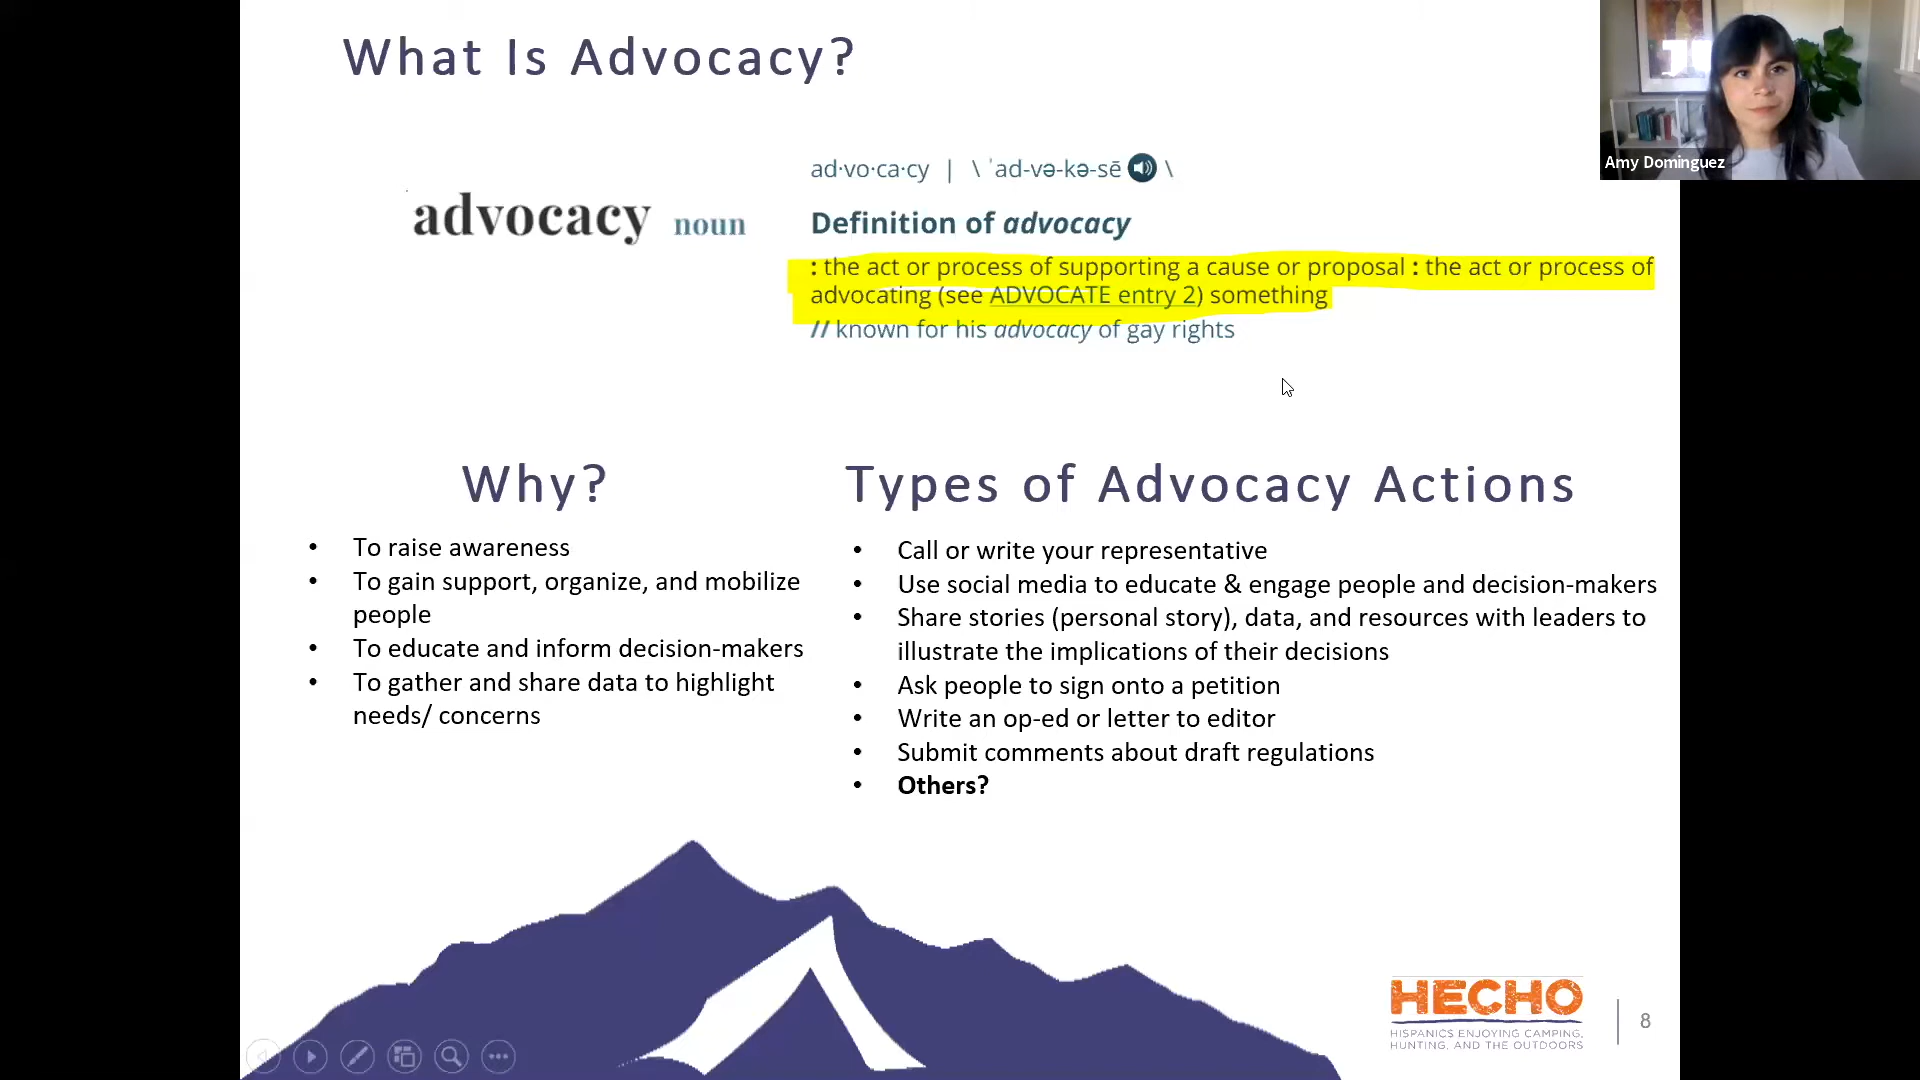 What Is Advocacy?
Amy Dominguez
advocacy noun
ad·vo·ca·cy | \ ˈad-və-kə-sē \
Definition of advocacy
: the act or process of supporting a cause or proposal : the act or process of
advocating (see ADVOCATE entry 2) something
// known for his advocacy of gay rights
Why?
• To raise awareness
• To gain support, organize, and mobilize
people
• To educate and inform decision-makers
• To gather and share data to highlight
needs/ concerns
Types of Advocacy Actions
• Call or write your representative
• Use social media to educate & engage people and decision-makers
• Share stories (personal story), data, and resources with leaders to
illustrate the implications of their decisions
• Ask people to sign onto a petition
• Write an op-ed or letter to editor
• Submit comments about draft regulations
• Others?
HECHO
HISPANICS ENJOYING CAMPING,
HUNTING, AND THE OUTDOORS
8